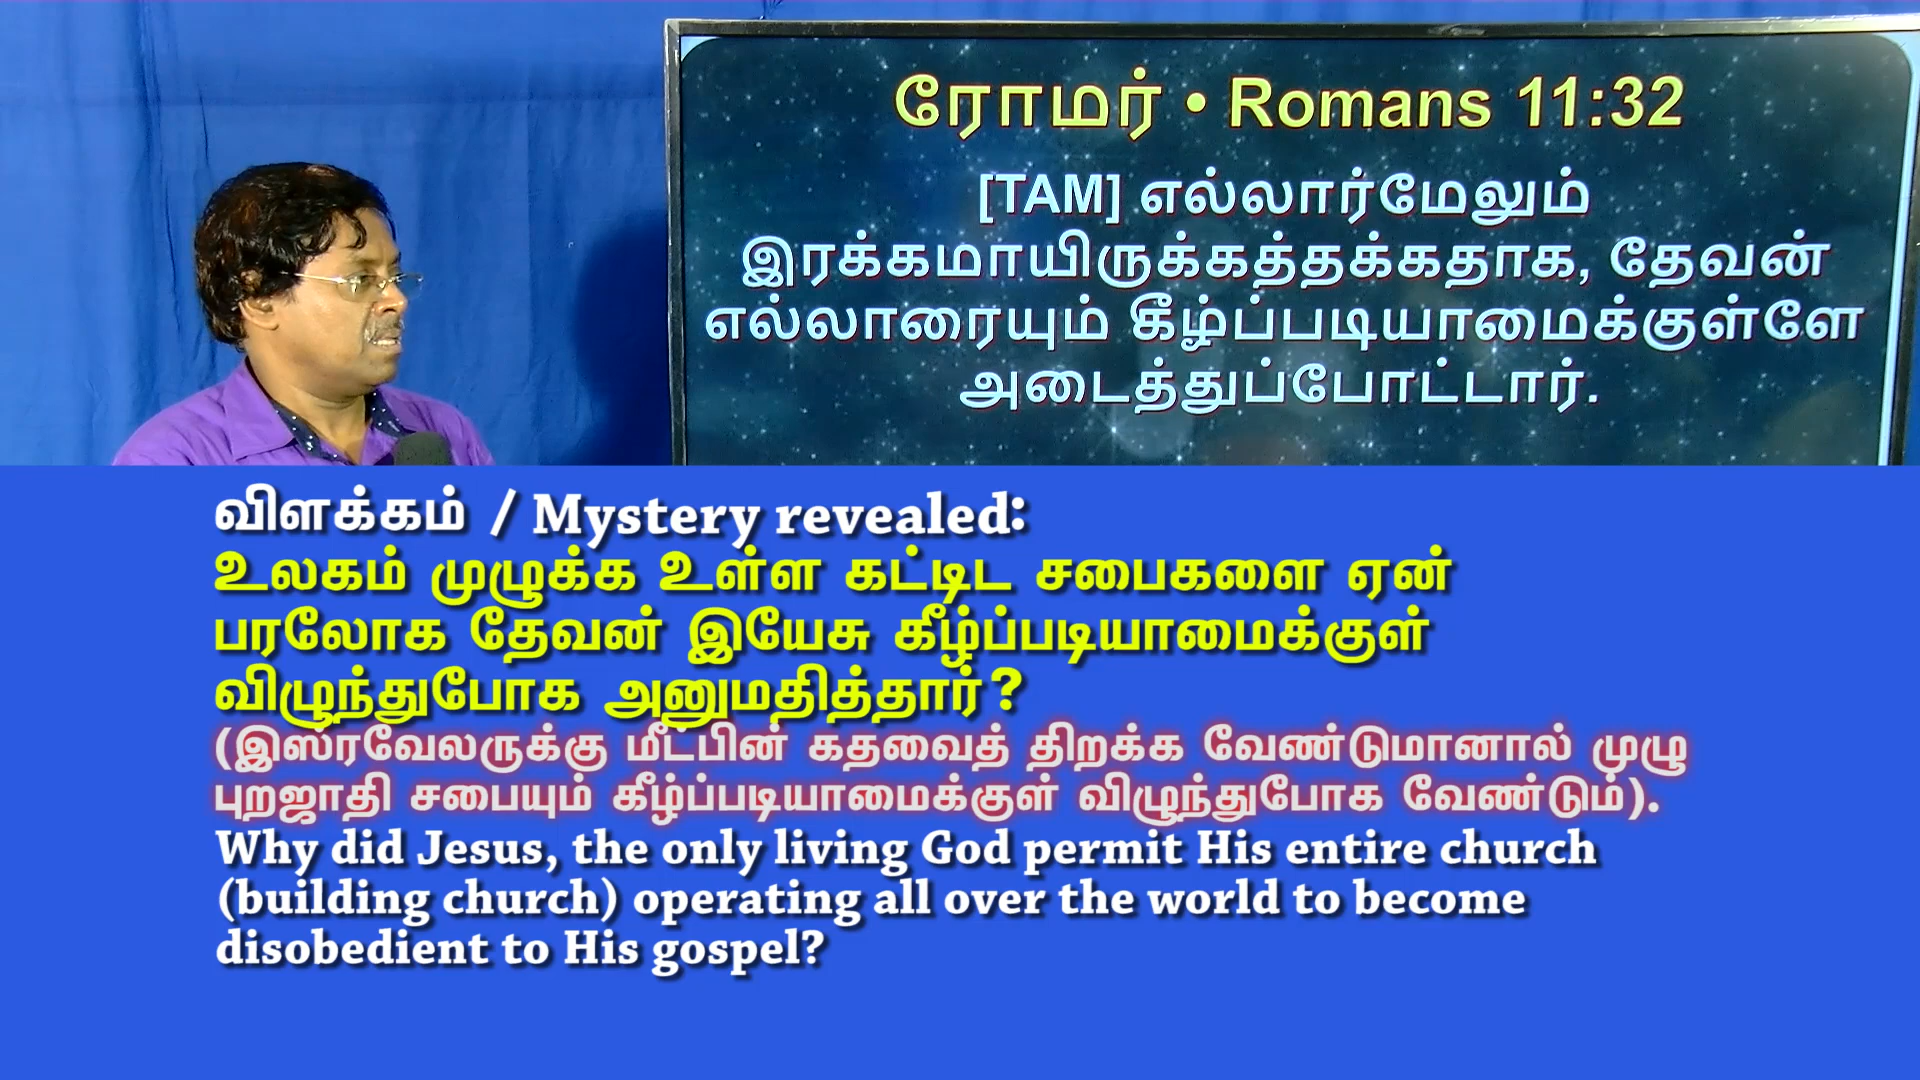 ரோமர் • Romans 11:32
[TAM] எல்லார்மேலும்
இரக்கமாயிருக்கத்தக்கதாக, தேவன்
எல்லாரையும் கீழ்ப்படியாமைக்குள்ளே
அடைத்துப்போட்டார்.
விளக்கம் / Mystery revealed:
உலகம் முழுக்க உள்ள கட்டிட சபைகளை ஏன்
பரலோக தேவன் இயேசு கீழ்ப்படியாமைக்குள்
விழுந்துபோக அனுமதித்தார்?
(இஸ்ரவேலருக்கு மீட்பின் கதவைத் திறக்க வேண்டுமானால் முழு
புறஜாதி சபையும் கீழ்ப்படியாமைக்குள் விழுந்துபோக வேண்டும்).
Why did Jesus, the only living God permit His entire church
(building church) operating all over the world to become
disobedient to His gospel?